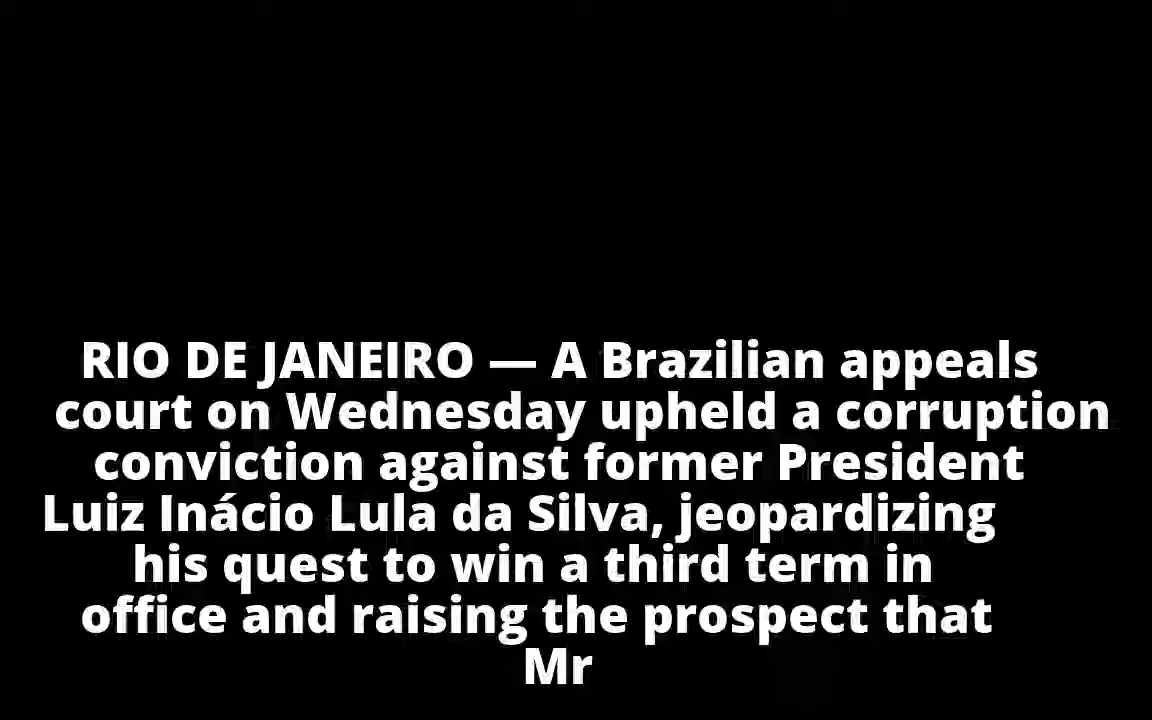 RIO DE JANEIRO — A Brazilian appeals
court on Wednesday upheld a corruption
conviction against former President
Luiz Inácio Lula da Silva, jeopardizing
his quest to win a third term in
office and raising the prospect that
Mr